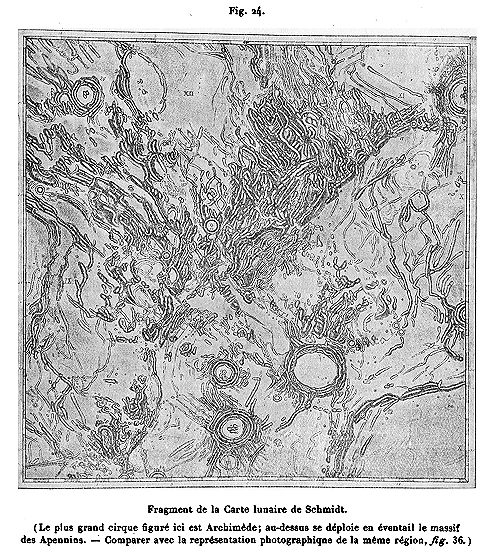 Fig. 24.
XII
Fragment de la Carte lunaire de Schmidt.
(Le plus grand cirque figuré ici est Archimède; au-dessus se déploie en éventail le massif
des Apennins. — Comparer avec la représentation photographique de la même région, fig. 36.)